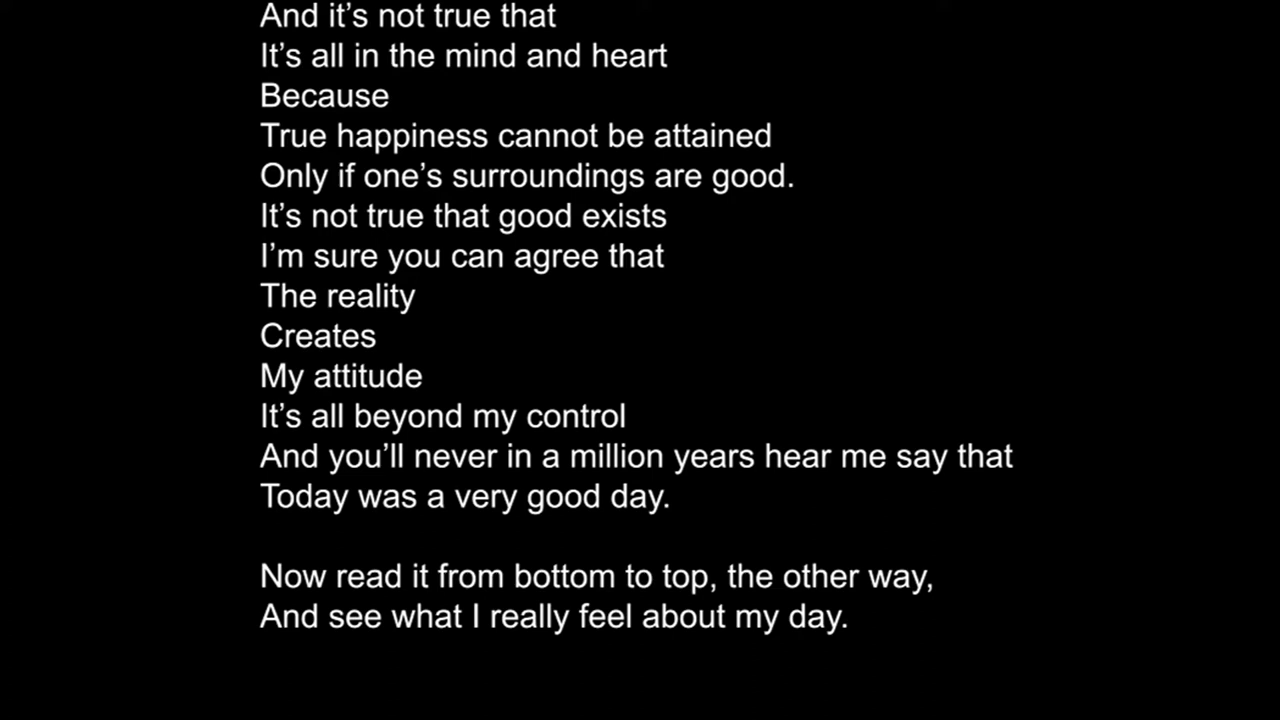 And it’s not true that
It’s all in the mind and heart
Because
True happiness cannot be attained
Only if one’s surroundings are good.
It’s not true that good exists
I’m sure you can agree that
The reality
Creates
My attitude
It’s all beyond my control
And you’ll never in a million years hear me say that
Today was a very good day.

Now read it from bottom to top, the other way,
And see what I really feel about my day.